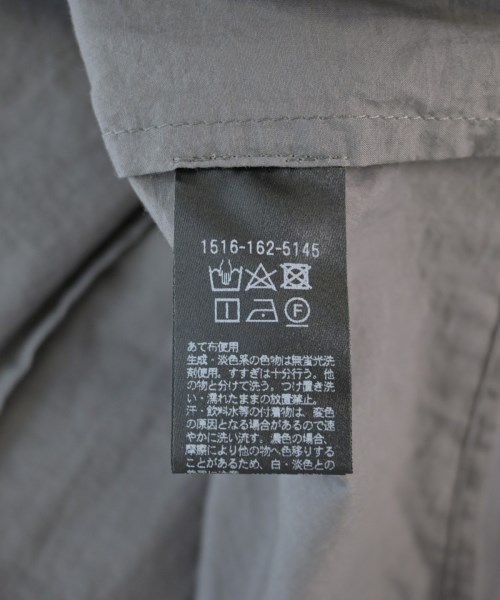 1516-162-5145
F
あて布使用
生成・淡色系の色物は無蛍光洗
剤使用。すすぎは十分行う。他
の物と分けて洗う。つけ置き洗
い・濡れたままの放置禁止。
汗・飲料水等の付着物は、変色
の原因となる場合があるので速
やかに洗い流す。濃色の場合、
摩擦により他の物へ色移りする
ことがあるため、白・淡色との